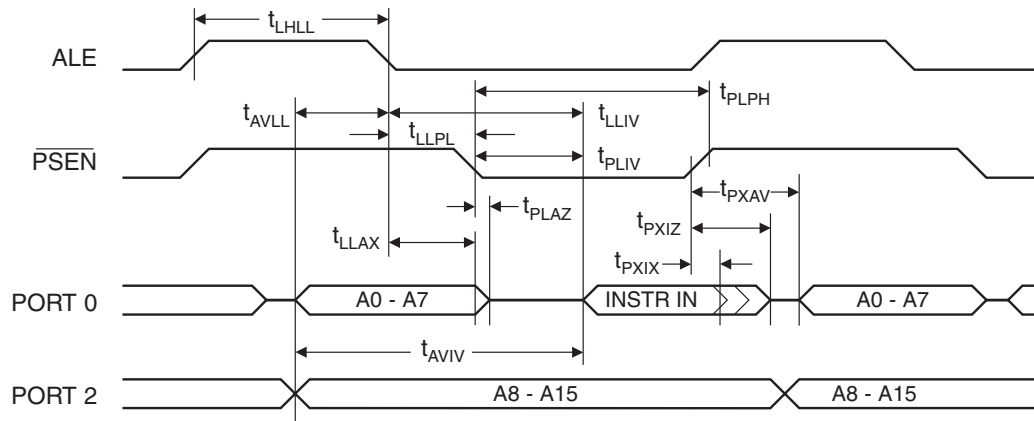 tLHLL
ALE
tPLPH
tAVLL
tLLIV
tLLPL
PSEN
tPLIV
tPXAV
tPLAZ
tPXIZ
tLLAX
tPXIX
PORT 0
A0 - A7
INSTR IN
A0 - A7
tAVIV
PORT 2
A8 - A15
A8 - A15